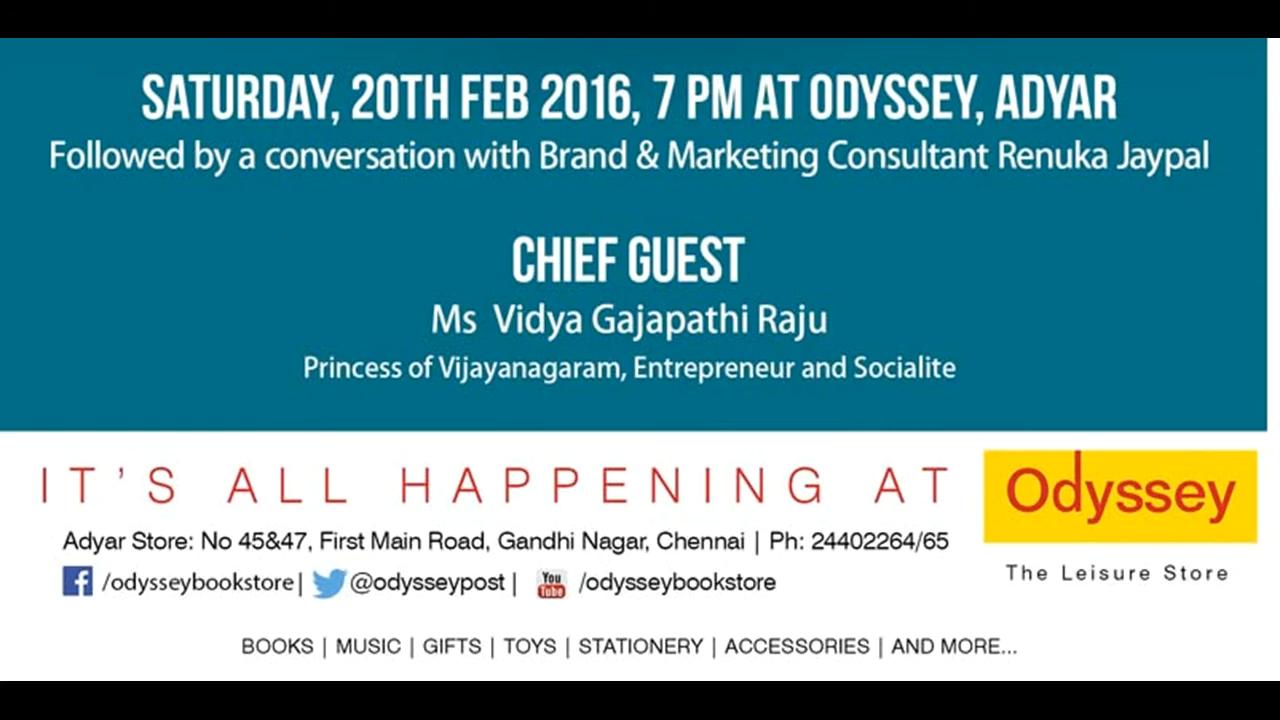 SATURDAY, 20TH FEB 2016, 7 PM AT ODYSSEY, ADYAR
Followed by a conversation with Brand & Marketing Consultant Renuka Jaypal
CHIEF GUEST
Ms Vidya Gajapathi Raju
Princess of Vijayanagaram, Entrepreneur and Socialite
IT'S ALL HAPPENING AT
Odyssey
The Leisure Store
Adyar Store: No 45&47, First Main Road, Gandhi Nagar, Chennai | Ph: 24402264/65
f /odysseybookstore | @odysseypost | You Tube /odysseybookstore
BOOKS | MUSIC | GIFTS | TOYS | STATIONERY | ACCESSORIES | AND MORE...